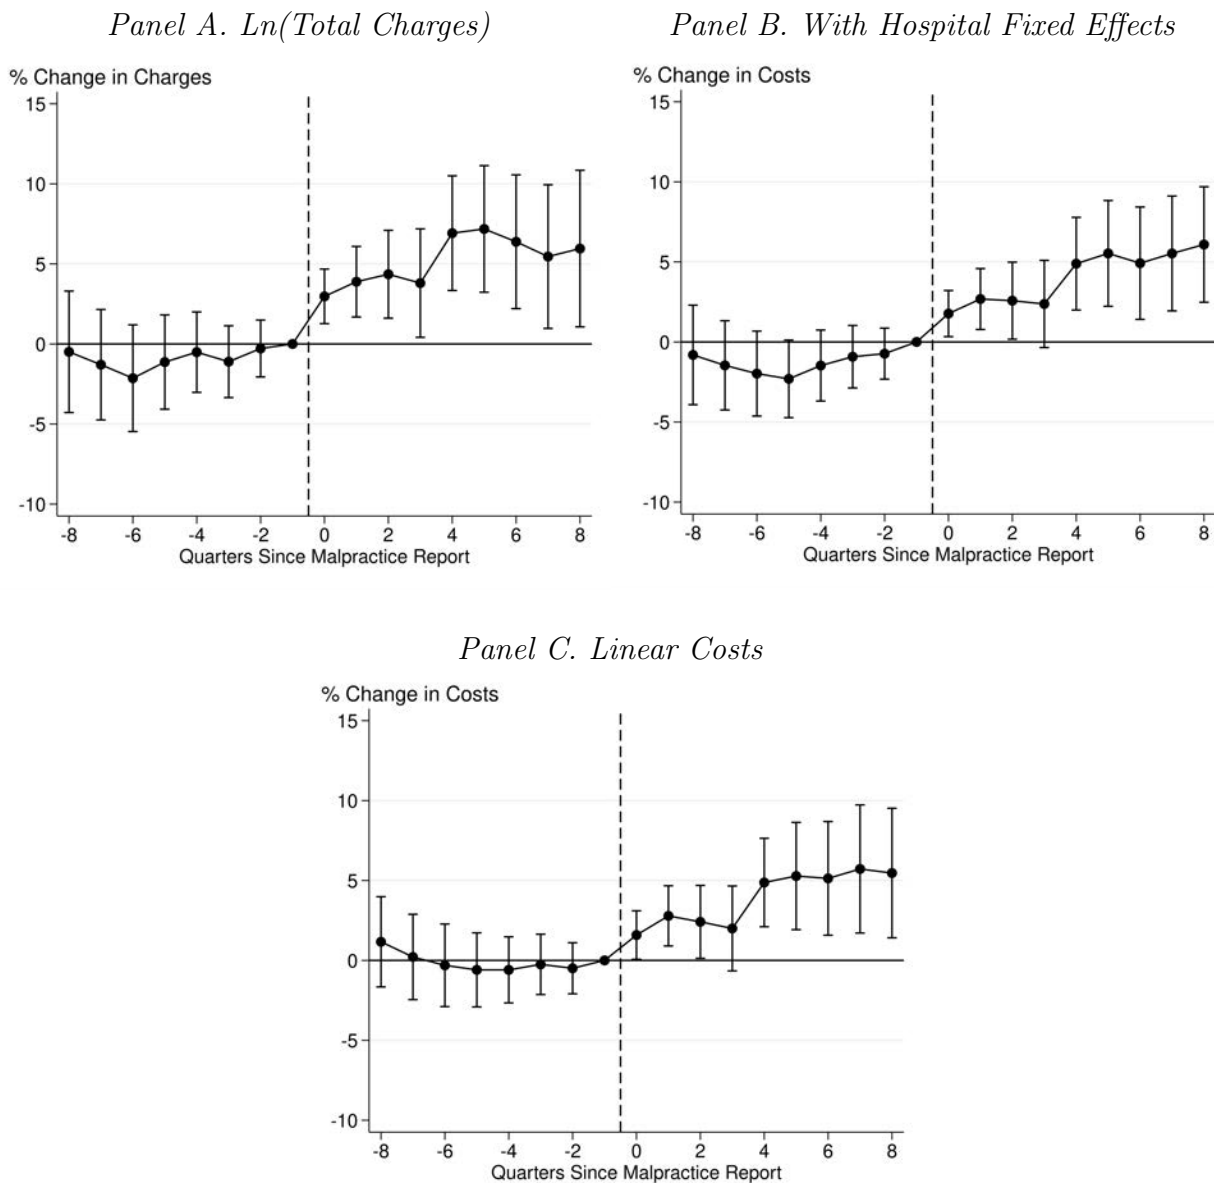 Panel A. Ln(Total Charges)
% Change in Charges
15
10
5
0
-5
-10
-8 -6 -4 -2 0 2 4 6 8
Quarters Since Malpractice Report
Panel B. With Hospital Fixed Effects
% Change in Costs
15
10
5
0
-5
-10
-8 -6 -4 -2 0 2 4 6 8
Quarters Since Malpractice Report
Panel C. Linear Costs
% Change in Costs
15
10
5
0
-5
-10
-8 -6 -4 -2 0 2 4 6 8
Quarters Since Malpractice Report